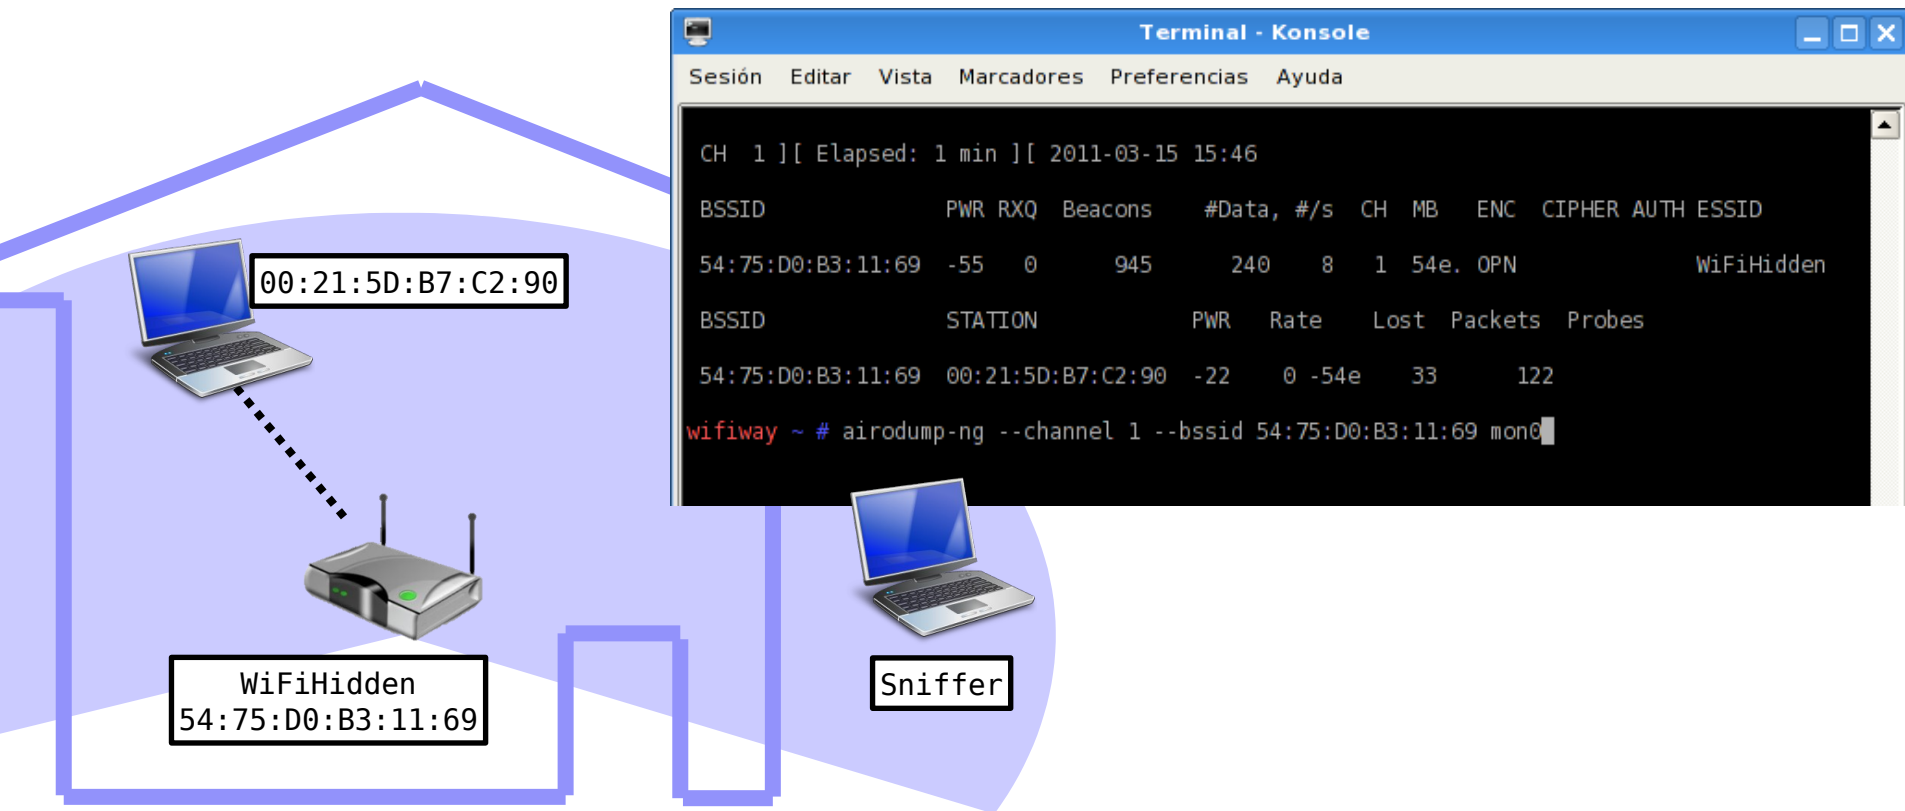 Terminal - Konsole
Sesión Editar Vista Marcadores Preferencias Ayuda
CH 1 ][ Elapsed: 1 min ][ 2011-03-15 15:46
BSSID PWR RXQ Beacons #Data, #/s CH MB ENC CIPHER AUTH ESSID
54:75:D0:B3:11:69 -55 0 945 240 8 1 54e. OPN WiFiHidden
BSSID STATION PWR Rate Lost Packets Probes
54:75:D0:B3:11:69 00:21:5D:B7:C2:90 -22 0 -54e 33 122
wifiway ~ # airodump-ng --channel 1 --bssid 54:75:D0:B3:11:69 mon0
00:21:5D:B7:C2:90
WiFiHidden
54:75:D0:B3:11:69
Sniffer